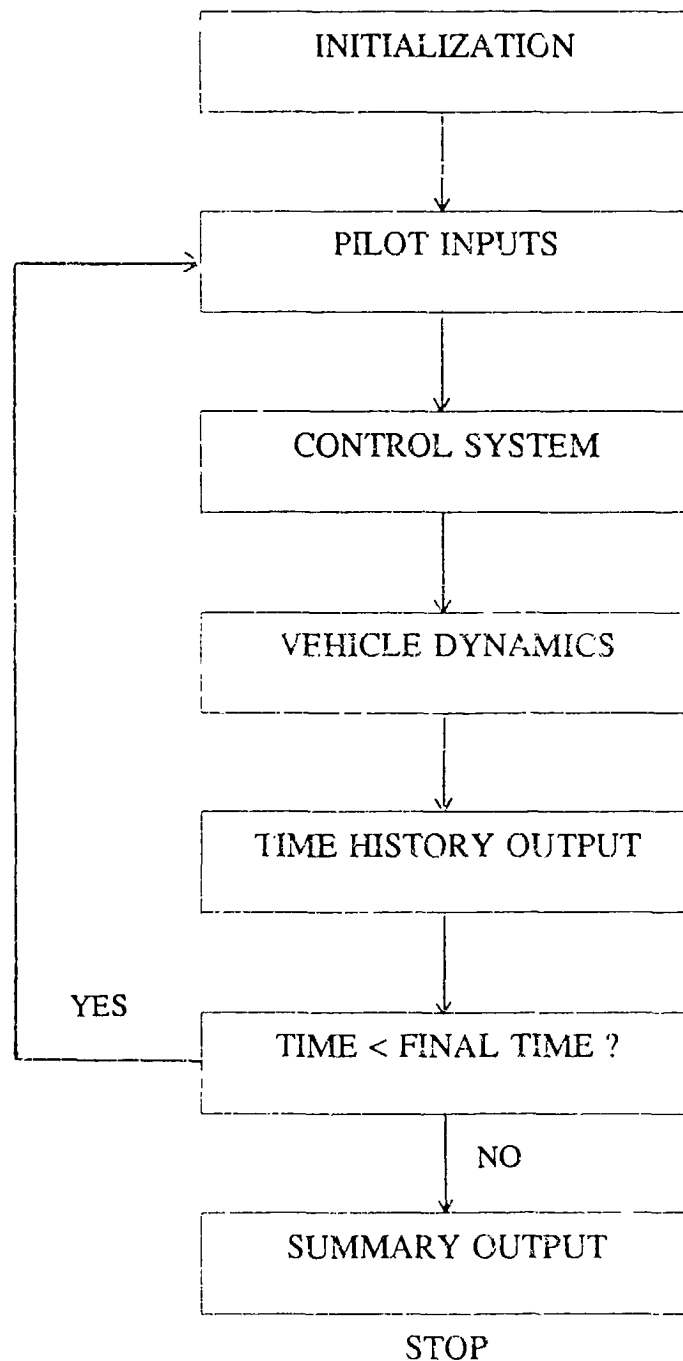 INITIALIZATION
PILOT INPUTS
CONTROL SYSTEM
VEHICLE DYNAMICS
TIME HISTORY OUTPUT
YES
TIME < FINAL TIME ?
NO
SUMMARY OUTPUT
STOP